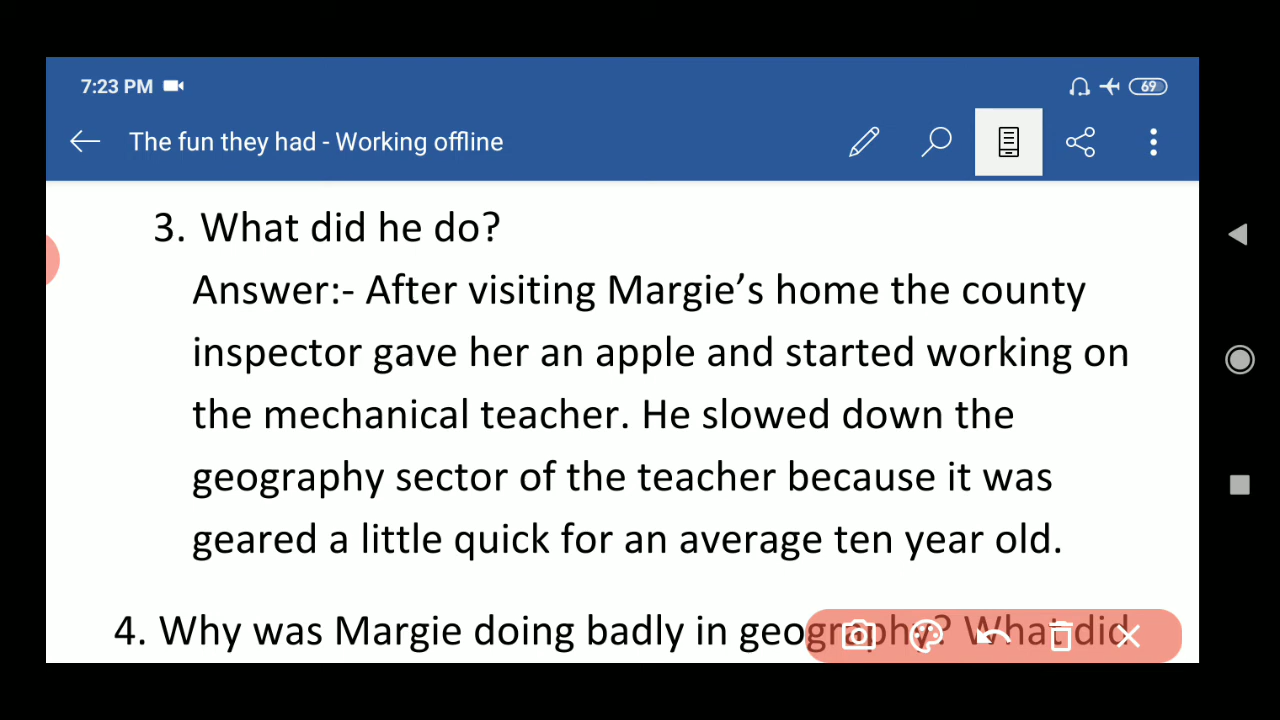 7:23 PM
69
The fun they had - Working offline
3. What did he do?
Answer:- After visiting Margie’s home the county
inspector gave her an apple and started working on
the mechanical teacher. He slowed down the
geography sector of the teacher because it was
geared a little quick for an average ten year old.
4. Why was Margie doing badly in geography? What did